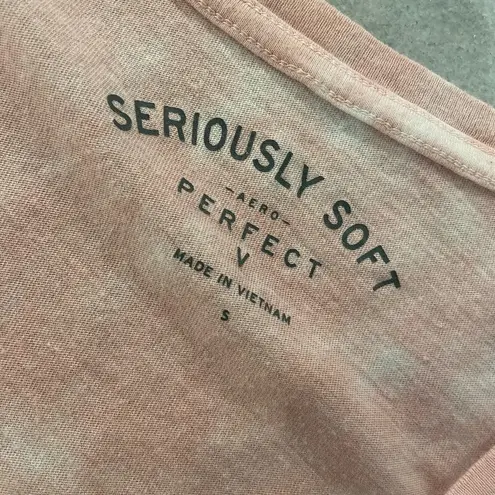 SERIOUSLY SOFT
—AERO—
PERFECT
V
MADE IN VIETNAM
S